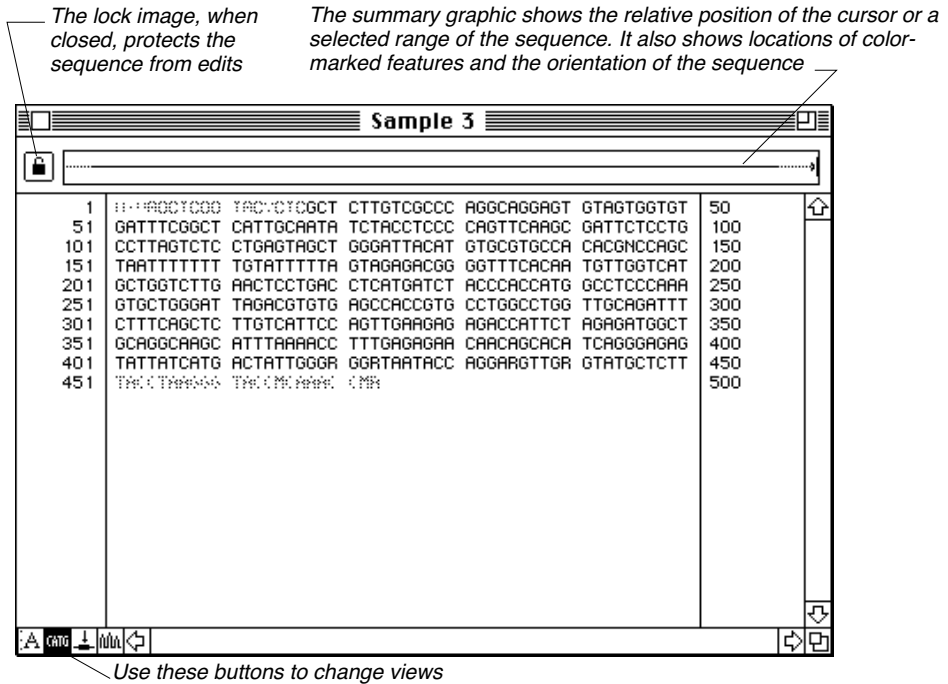 The lock image, when
closed, protects the
sequence from edits
The summary graphic shows the relative position of the cursor or a
selected range of the sequence. It also shows locations of color-
marked features and the orientation of the sequence
Sample 3
1 CTTGTCGCCC AGGCAGGAGT GTAGTGGTGT 50
51 GATTTCGGCT CATTGCAATA TCTACCTCCC CAGTTCAAGC GATTCTCCTG 100
101 CCTTAGTCTC CTGAGTAGCT GGGATTACAT GTGCGTGCCA CACGNCCAGC 150
151 TAATTTTTTT TGTATTTTTA GTAGAGACGG GGTTTCACAA TGTTGGTCAT 200
201 GCTGGTCTTG AACTCCTGAC CTCATGATCT ACCCACCATG GCCTCCCAAA 250
251 GTGCTGGGAT TAGACGTGTG AGCCACCGTG CCTGGCCTGG TTGCAGATTT 300
301 CTTTCAGCTC TTGTCATTCC AGTTGAAGAG AGACCATTCT AGAGATGGCT 350
351 GCAGGCAAGC ATTTAAAACC TTTGAGAGAA CAACAGCACA TCAGGGAGAG 400
401 TATTATCATG ACTATTGGGR GGRTAATACC AGGARGTTGR GTATGCTCTT 450
451 500
A CATG
Use these buttons to change views